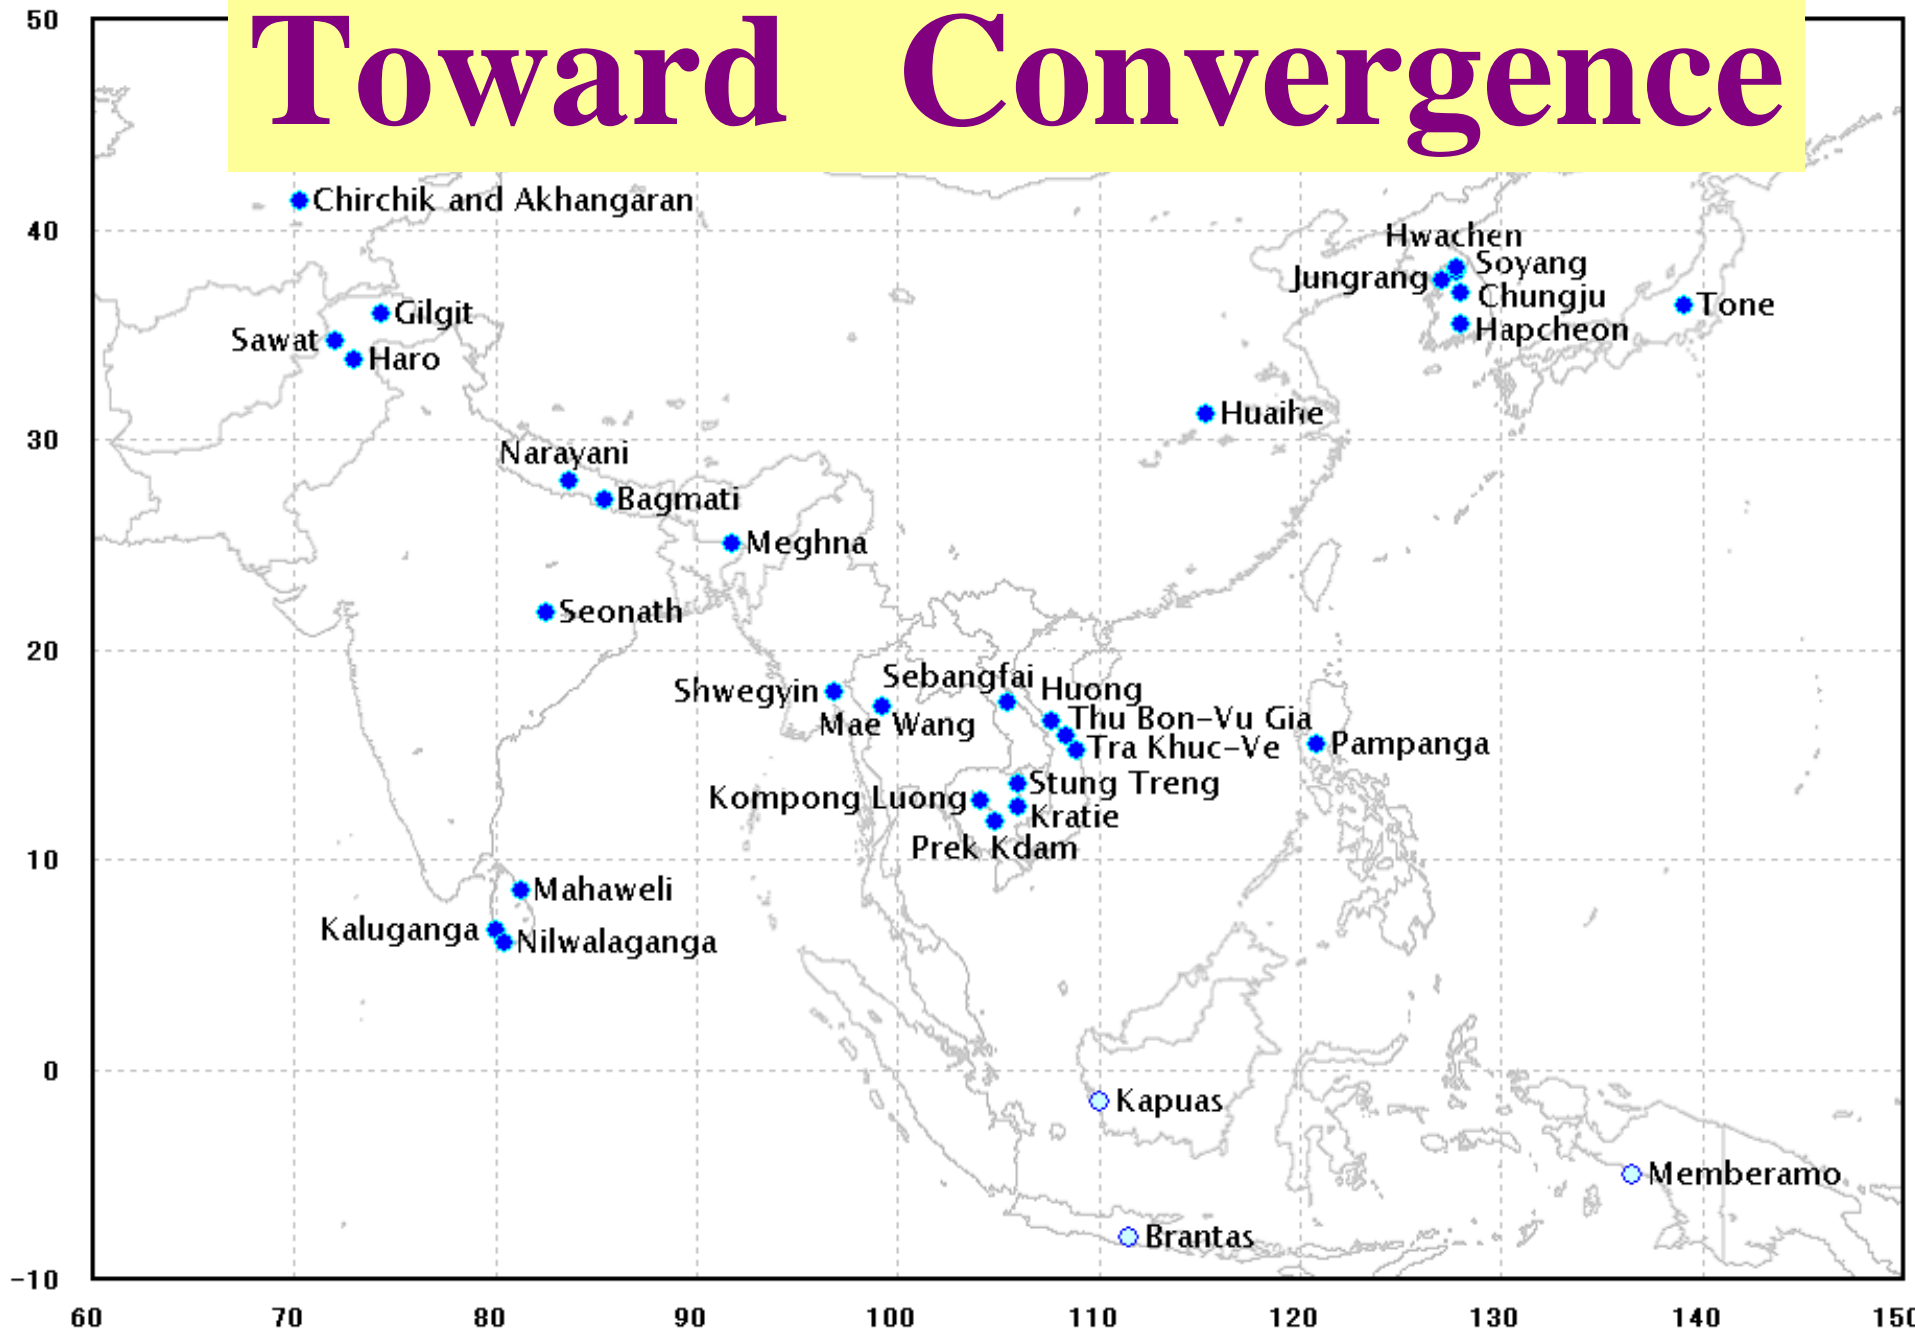 Toward Convergence
50
Chirchik and Akhangaran
40
Hwachen
Soyang
Jungrang
Chungju
Tone
Gilgit
Hapcheon
Sawat
Haro
Huaihe
30
Narayani
Bagmati
Meghna
Seonath
20
Sebangfai
Huong
Shwegyin
Thu Bon-Vu Gia
Mae Wang
Pampanga
Tra Khuc-Ve
Stung Treng
Kompong Luong
Kratie
Prek Kdam
10
Mahaweli
Kaluganga
Nilwalaganga
0
Kapuas
Memberamo
Brantas
-10
60 70 80 90 100 110 120 130 140 150